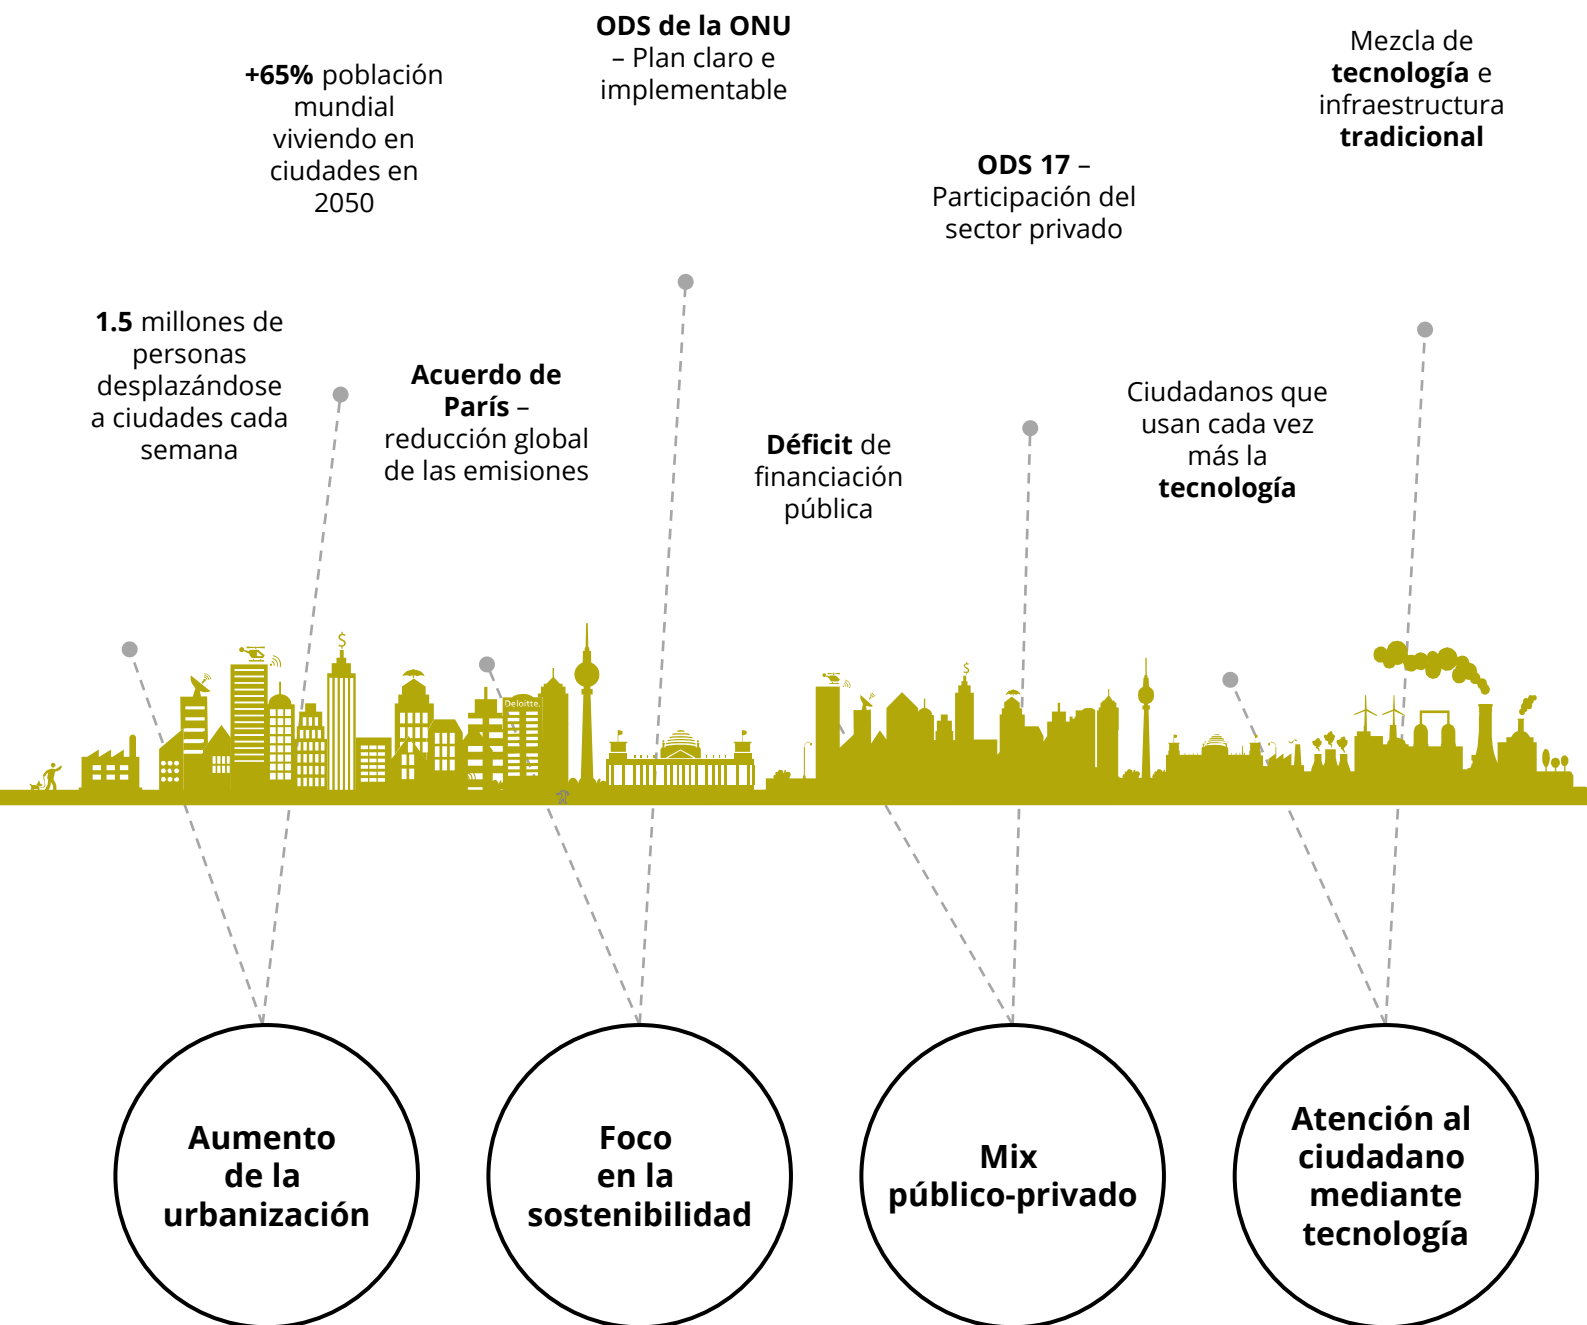 +65% población
mundial
viviendo en
ciudades en
2050
ODS de la ONU
– Plan claro e
implementable
Mezcla de
tecnología e
infraestructura
tradicional
ODS 17 –
Participación del
sector privado
1.5 millones de
personas
desplazándose
a ciudades cada
semana
Acuerdo de
París –
reducción global
de las emisiones
Déficit de
financiación
pública
Ciudadanos que
usan cada vez
más la
tecnología
$
$
Deloitte.
Aumento
de la
urbanización
Foco
en la
sostenibilidad
Mix
público-privado
Atención al
ciudadano
mediante
tecnología